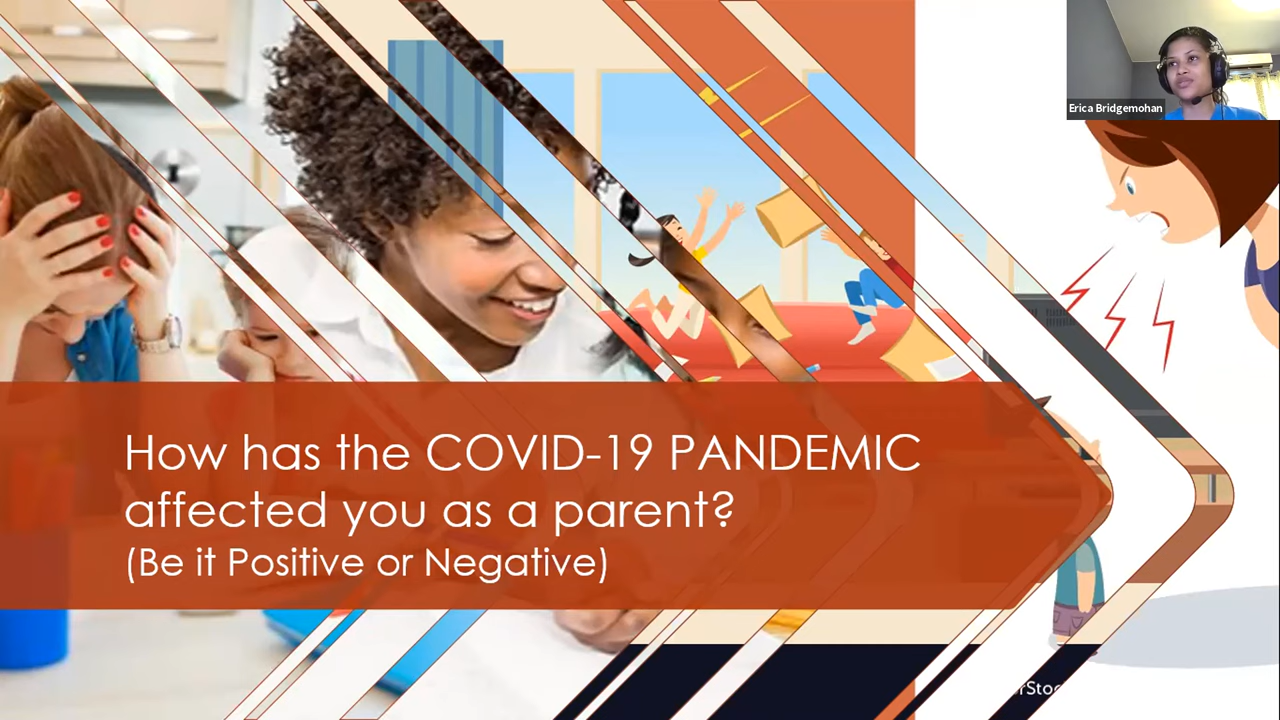 Erica Bridgemohan
How has the COVID-19 PANDEMIC
affected you as a parent?
(Be it Positive or Negative)